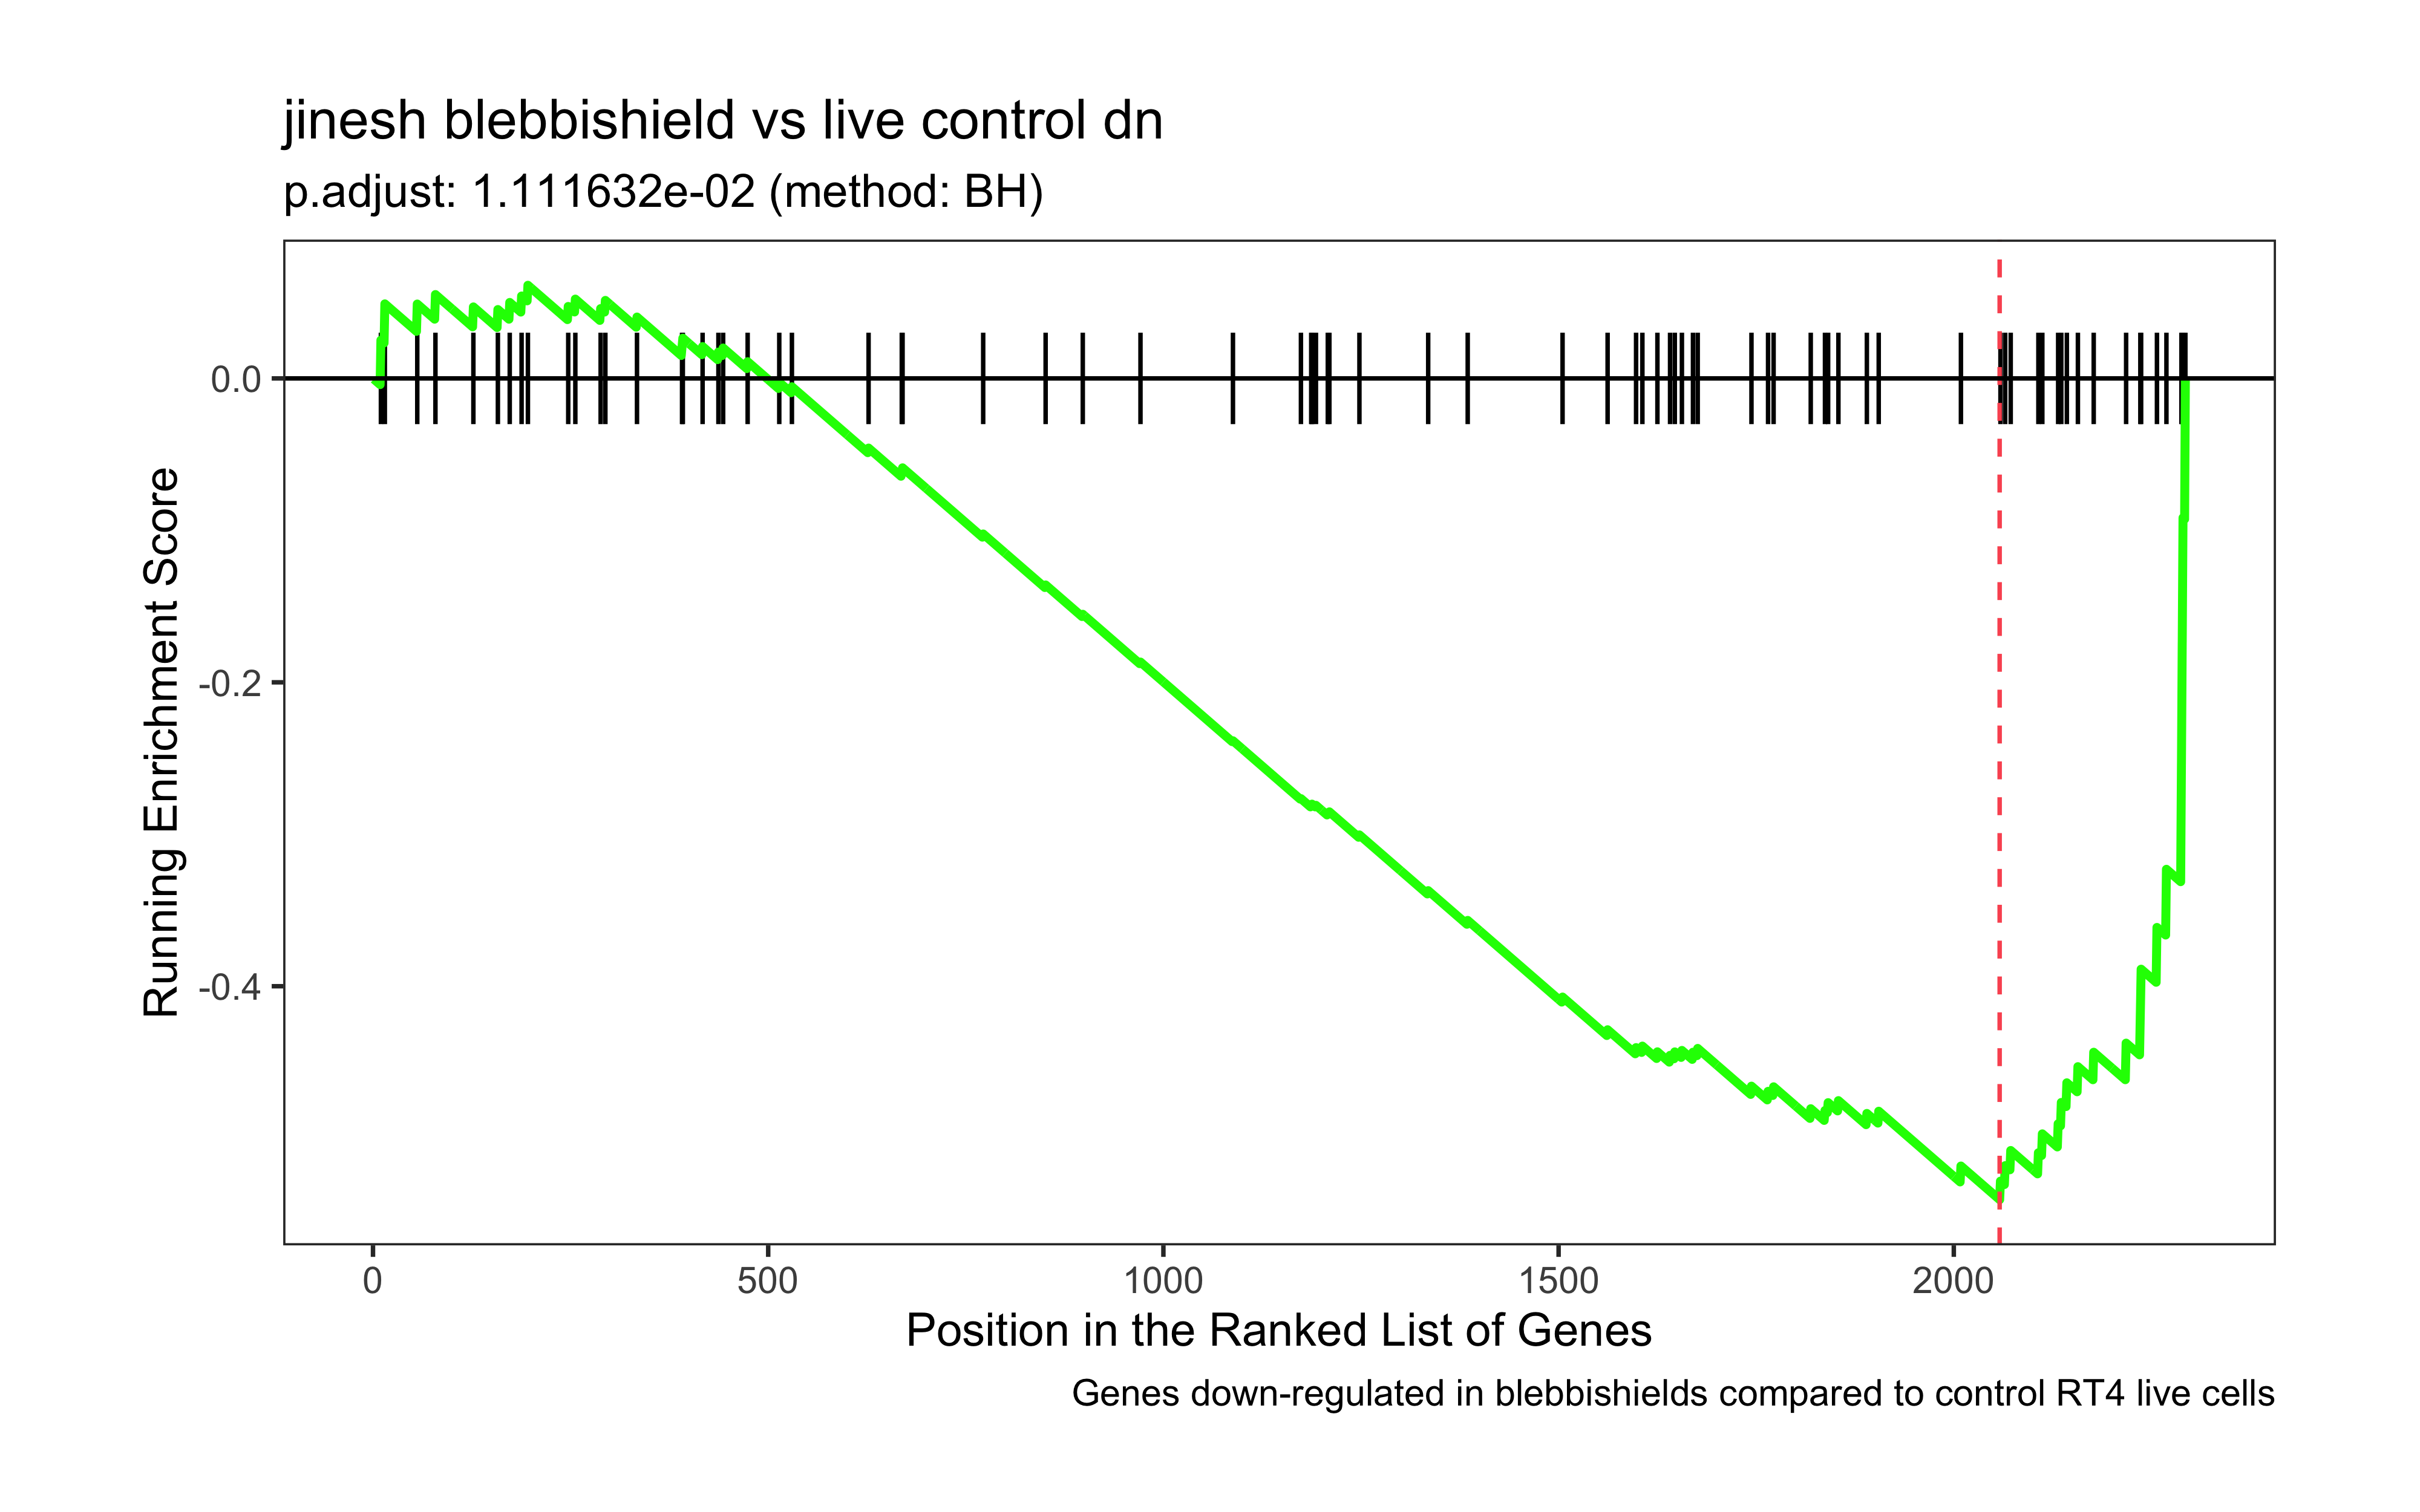 jinesh blebbishield vs live control dn
p.adjust: 1.111632e-02 (method: BH)
Running Enrichment Score
0.0
-0.2
-0.4
0 500 1000 1500 2000
Position in the Ranked List of Genes
Genes down-regulated in blebbishields compared to control RT4 live cells